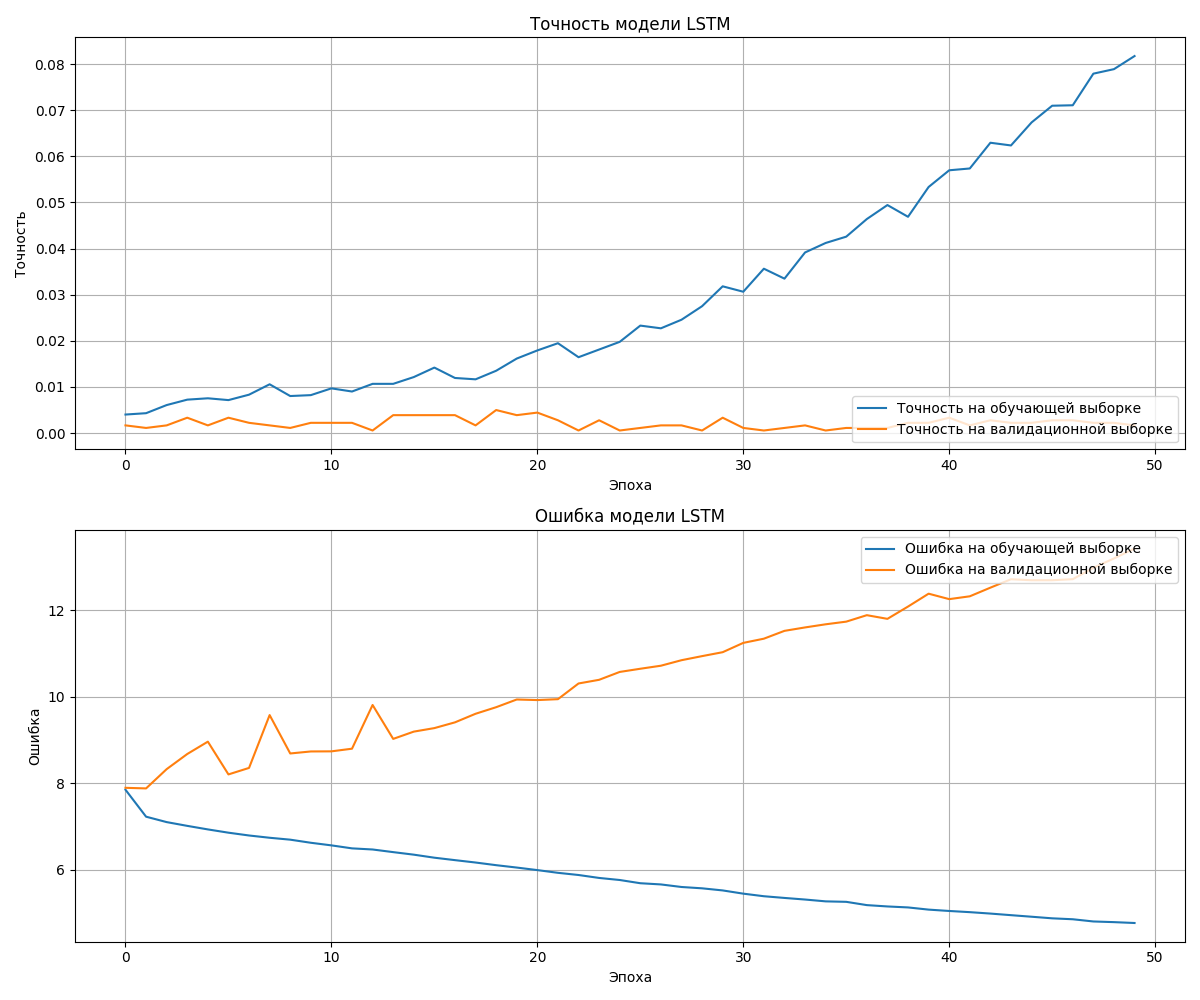 Точность модели LSTM
0.08
0.07
0.06
0.05
0.04
0.03
0.02
0.01
0.00
Точность
Точность на обучающей выборке
Точность на валидационной выборке
0 10 20 30 40 50
Эпоха
Ошибка модели LSTM
Ошибка на обучающей выборке
Ошибка на валидационной выборке
12
10
8
6
Ошибка
0 10 20 30 40 50
Эпоха